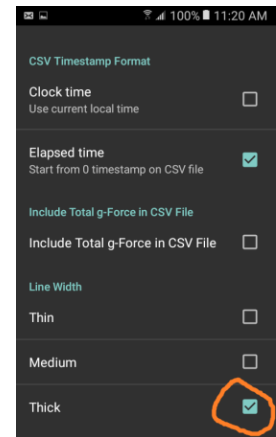 100% 11:20 AM
CSV Timestamp Format
Clock time
Use current local time
Elapsed time
Start from 0 timestamp on CSV file
Include Total g-Force in CSV File
Include Total g-Force in CSV File
Line Width
Thin
Medium
Thick